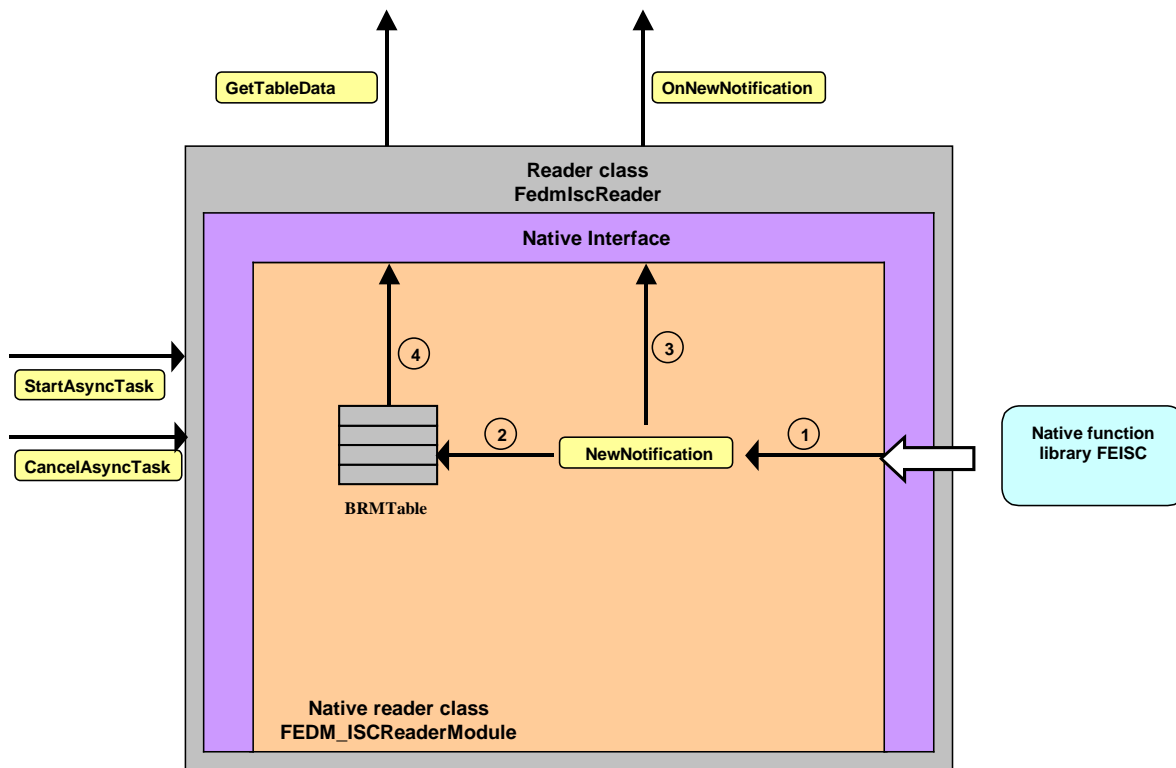 GetTableData
OnNewNotification
Reader class
FedmIscReader
Native Interface
4
3
StartAsyncTask
2
1
Native function
library FEISC
NewNotification
CancelAsyncTask
BRMTable
Native reader class
FEDM_ISCReaderModule